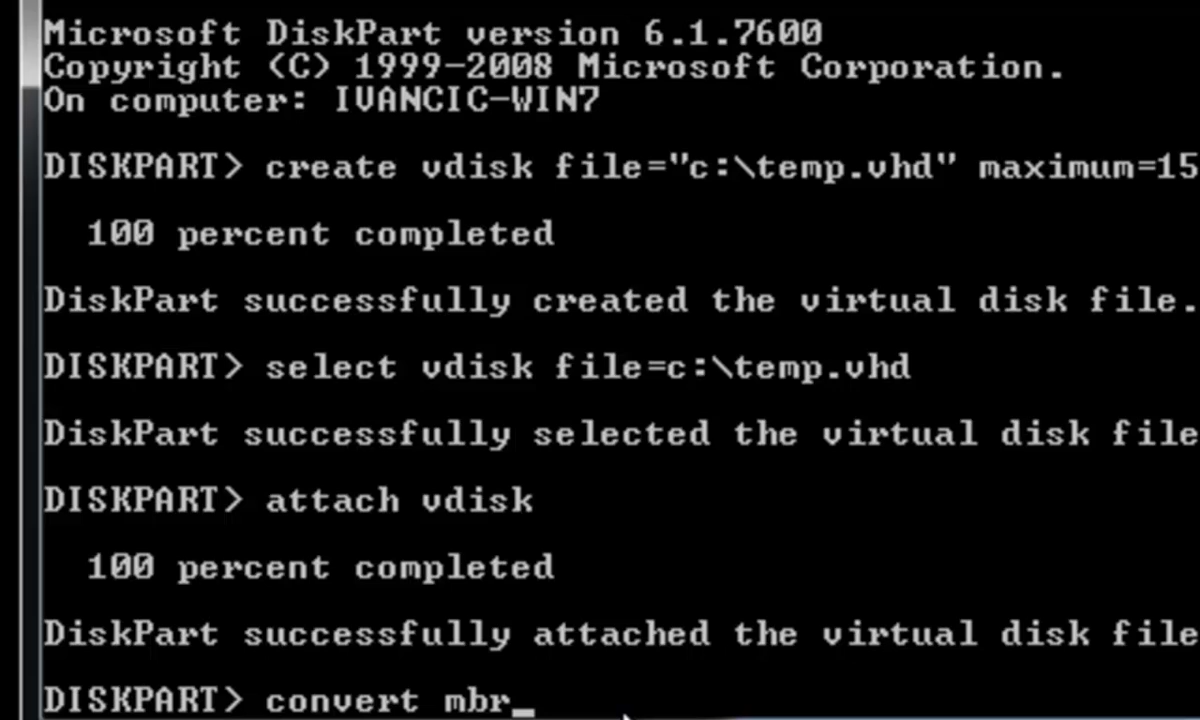 Microsoft DiskPart version 6.1.7600
Copyright (C) 1999-2008 Microsoft Corporation.
On computer: IVANCIC-WIN7
DISKPART> create vdisk file="c:\temp.vhd" maximum=15
100 percent completed
DiskPart successfully created the virtual disk file.
DISKPART> select vdisk file=c:\temp.vhd
DiskPart successfully selected the virtual disk file
DISKPART> attach vdisk
100 percent completed
DiskPart successfully attached the virtual disk file
DISKPART> convert mbr_